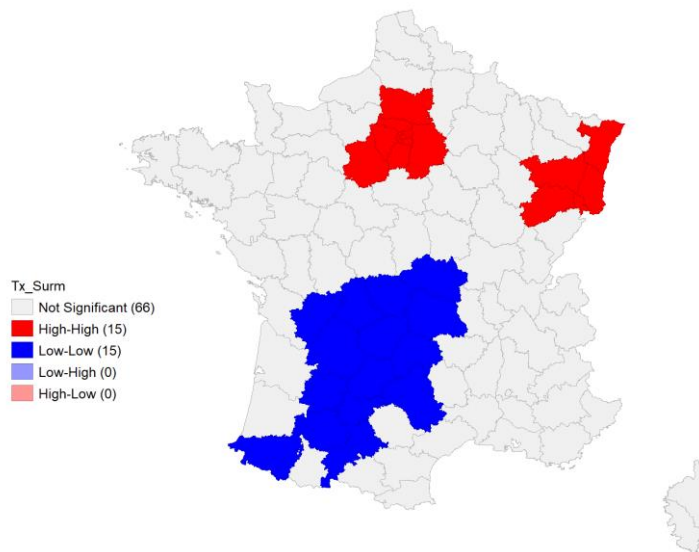 Tx_Surm
Not Significant (66)
High-High (15)
Low-Low (15)
Low-High (0)
High-Low (0)